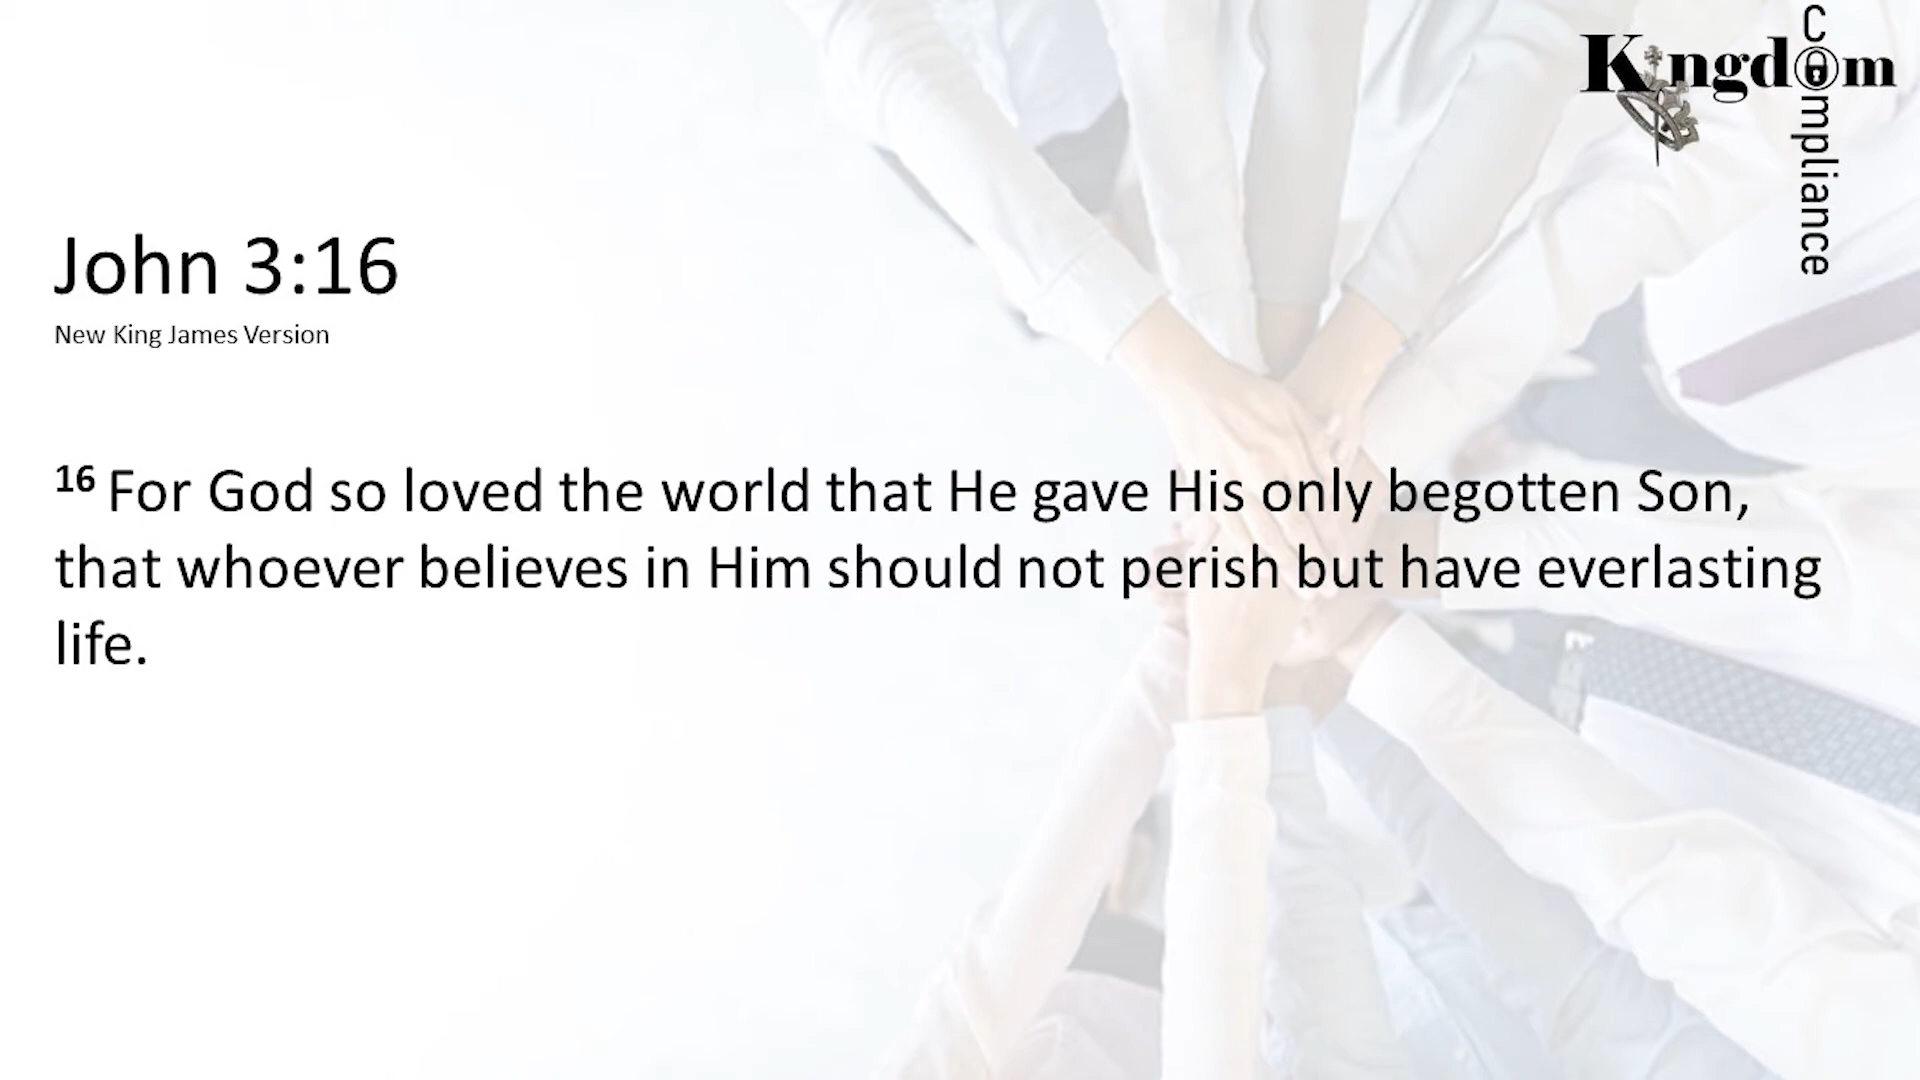 Kingdom
Compliance
John 3:16
New King James Version
16 For God so loved the world that He gave His only begotten Son,
that whoever believes in Him should not perish but have everlasting
life.